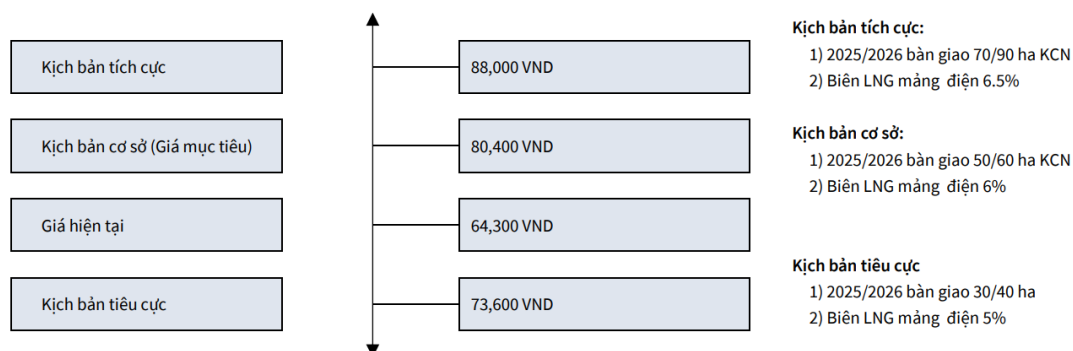 Kịch bản tích cực
88,000 VND
Kịch bản cơ sở (Giá mục tiêu)
80,400 VND
Giá hiện tại
64,300 VND
Kịch bản tiêu cực
73,600 VND
Kịch bản tích cực:
1) 2025/2026 bàn giao 70/90 ha KCN
2) Biên LNG mảng điện 6.5%
Kịch bản cơ sở:
1) 2025/2026 bàn giao 50/60 ha KCN
2) Biên LNG mảng điện 6%
Kịch bản tiêu cực
1) 2025/2026 bàn giao 30/40 ha
2) Biên LNG mảng điện 5%